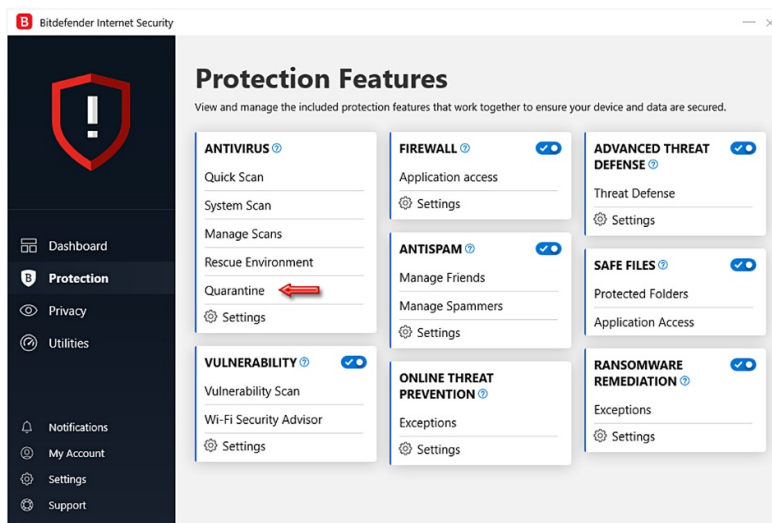 B Bitdefender Internet Security
Protection Features
View and manage the included protection features that work together to ensure your device and data are secured.
Dashboard
B Protection
Privacy
Utilities
Notifications
My Account
Settings
Support
ANTIVIRUS ?
Quick Scan
System Scan
Manage Scans
Rescue Environment
Quarantine
Settings
VULNERABILITY ?
Vulnerability Scan
Wi-Fi Security Advisor
Settings
FIREWALL ?
Application access
Settings
ANTISPAM ?
Manage Friends
Manage Spammers
Settings
ONLINE THREAT
PREVENTION ?
Exceptions
Settings
ADVANCED THREAT
DEFENSE ?
Threat Defense
Settings
SAFE FILES ?
Protected Folders
Application Access
RANSOMWARE
REMEDIATION ?
Exceptions
Settings